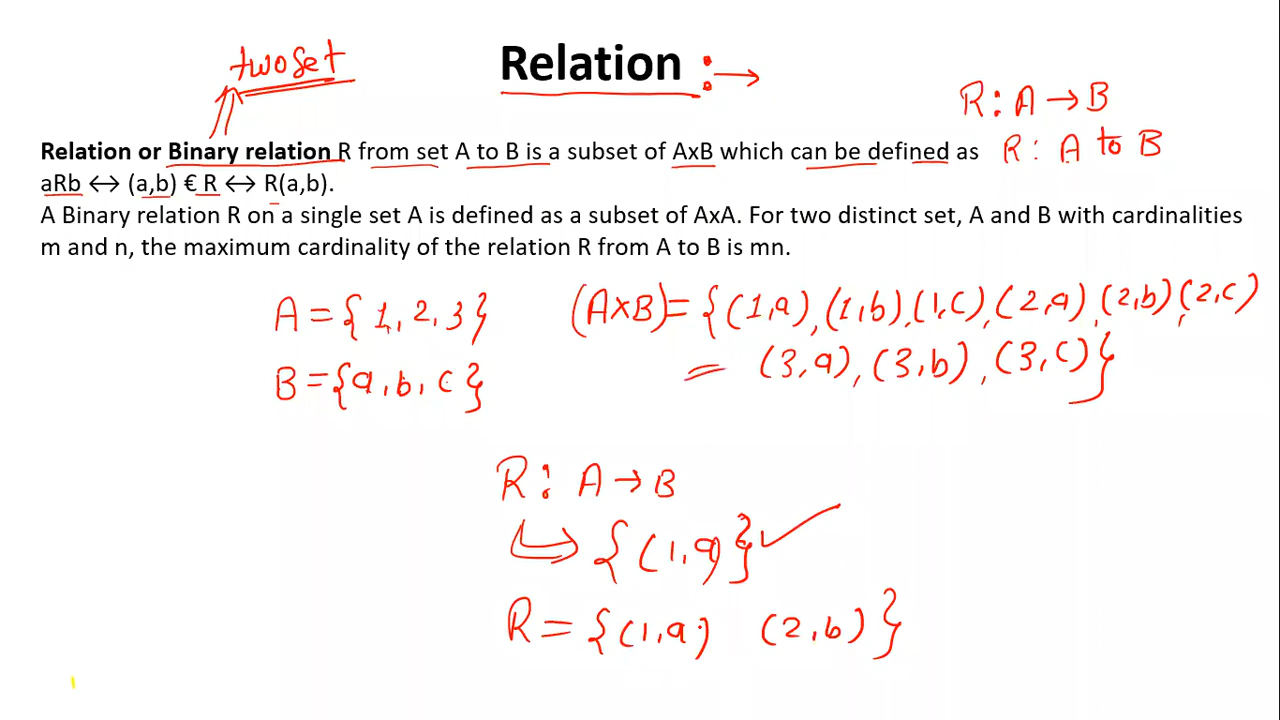 two set
Relation :→
R : A → B
Relation or Binary relation R from set A to B is a subset of AxB which can be defined as R : A to B
aRb ↔ (a,b) € R ↔ R(a,b).
A Binary relation R on a single set A is defined as a subset of AxA. For two distinct set, A and B with cardinalities
m and n, the maximum cardinality of the relation R from A to B is mn.
A = {1, 2, 3}
(A×B) = {(1,a), (1,b), (1,c), (2,a), (2,b), (2,c)
B = {a, b, c}
= (3,a), (3,b), (3,c)}
R : A → B
{(1,a}
R = {(1,a) (2,b)}